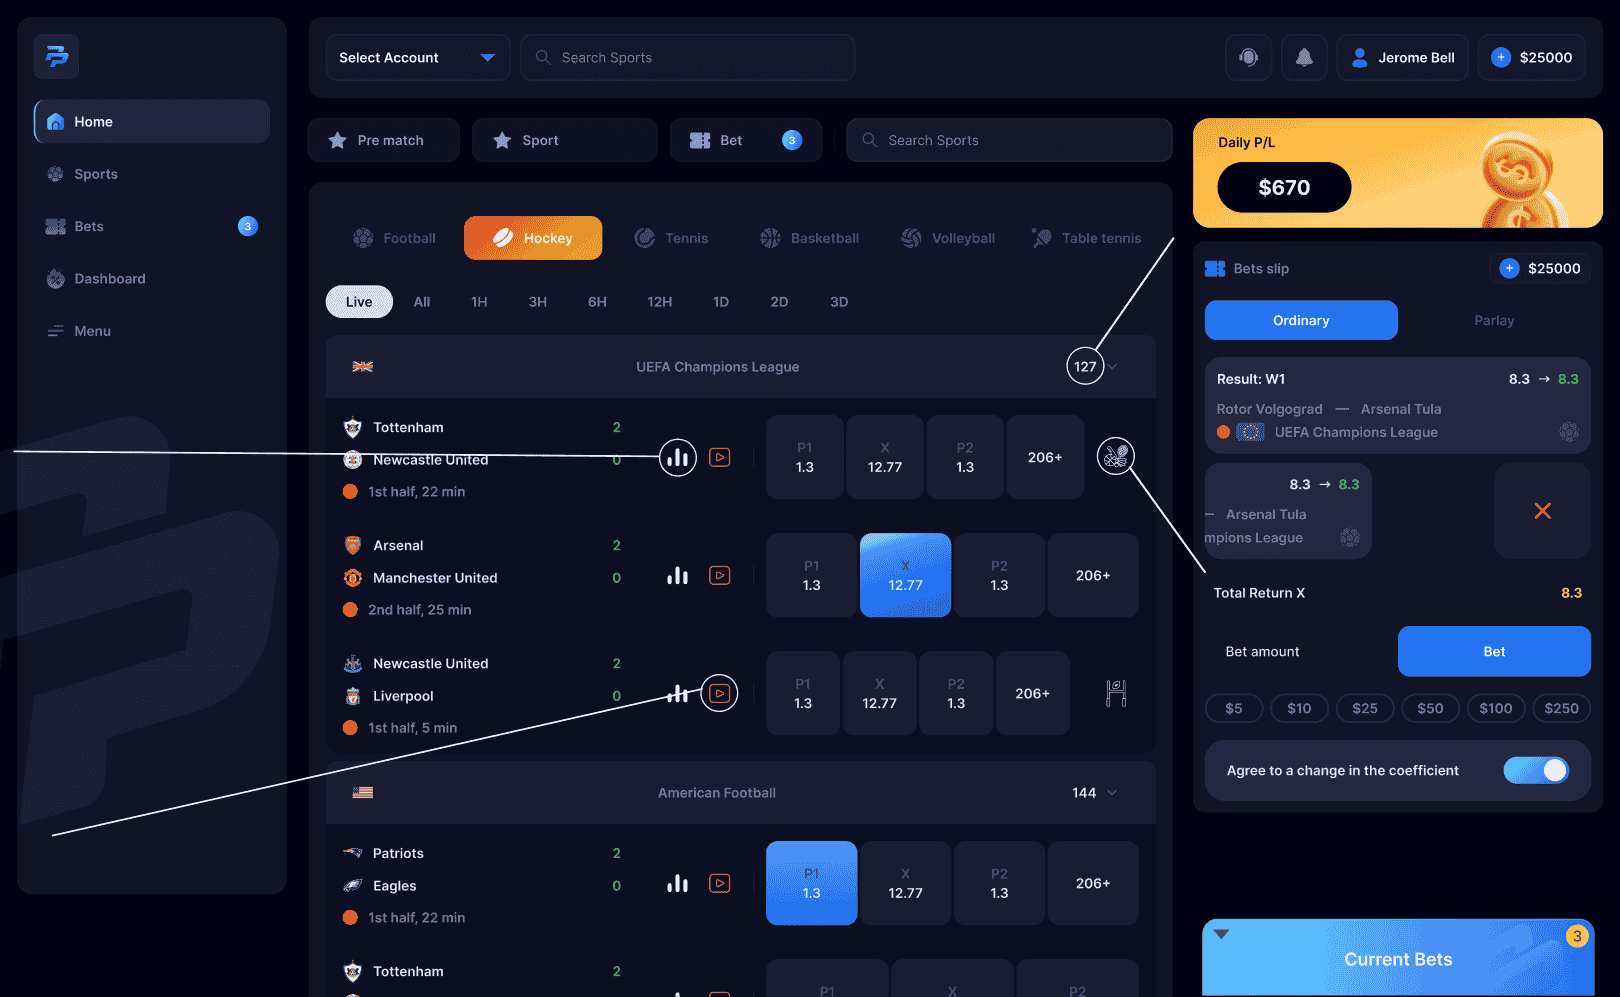 Select Account
Search Sports
Jerome Bell
+ $25000
Home
Sports
Bets 3
Dashboard
Menu
Pre match
Sport
Bet 3
Search Sports
Football
Hockey
Tennis
Basketball
Volleyball
Table tennis
Live All 1H 3H 6H 12H 1D 2D 3D
UEFA Champions League 127
Tottenham 2
Newcastle United 0
1st half, 22 min
P1 X P2
1.3 12.77 1.3 206+
Arsenal 2
Manchester United 0
2nd half, 25 min
P1 X P2
1.3 12.77 1.3 206+
Newcastle United 2
Liverpool 0
1st half, 5 min
P1 X P2
1.3 12.77 1.3 206+
American Football 144
Patriots 2
Eagles 0
1st half, 22 min
P1 X P2
1.3 12.77 1.3 206+
Tottenham 2
P1 X P2
Daily P/L
$670
Bets slip
+ $25000
Ordinary
Parlay
Result: W1 8.3 → 8.3
Rotor Volgograd — Arsenal Tula
UEFA Champions League
8.3 → 8.3
— Arsenal Tula
mpions League
Total Return X 8.3
Bet amount
Bet
$5 $10 $25 $50 $100 $250
Agree to a change in the coefficient
3
Current Bets